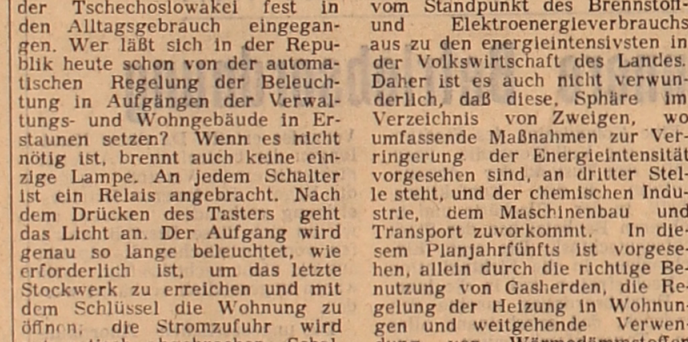 der Tschechoslowakei fest in
den Alltagsgebrauch eingegan-
gen. Wer läßt sich in der Repu-
blik heute schon von der automa-
tischen Regelung der Beleuch-
tung in Aufgängen der Verwal-
tungs- und Wohngebäude in Er-
staunen setzen? Wenn es nicht
nötig ist, brennt auch keine ein-
zige Lampe. An jedem Schalter
ist ein Relais angebracht. Nach
dem Drücken des Tasters geht
das Licht an. Der Aufgang wird
genau so lange beleuchtet, wie
erforderlich ist, um das letzte
Stockwerk zu erreichen und mit
dem Schlüssel die Wohnung zu
öffnen, die Stromzufuhr wird
vom Standpunkt des Brennstoff-
und Elektroenergieverbrauchs
aus zu den energieintensivsten in
der Volkswirtschaft des Landes.
Daher ist es auch nicht verwun-
derlich, daß diese, Sphäre im
Verzeichnis von Zweigen, wo
umfassende Maßnahmen zur Ver-
ringerung der Energieintensität
vorgesehen sind, an dritter Stel-
le steht, und der chemischen Indu-
strie, dem Maschinenbau und
Transport zuvorkommt. In die-
sem Planjahrfünfts ist vorgese-
hen, allein durch die richtige Be-
nutzung von Gasherden, die Re-
gelung der Heizung in Wohnun-
gen und weitgehende Verwen-
dung von Wärmedämmstoffen